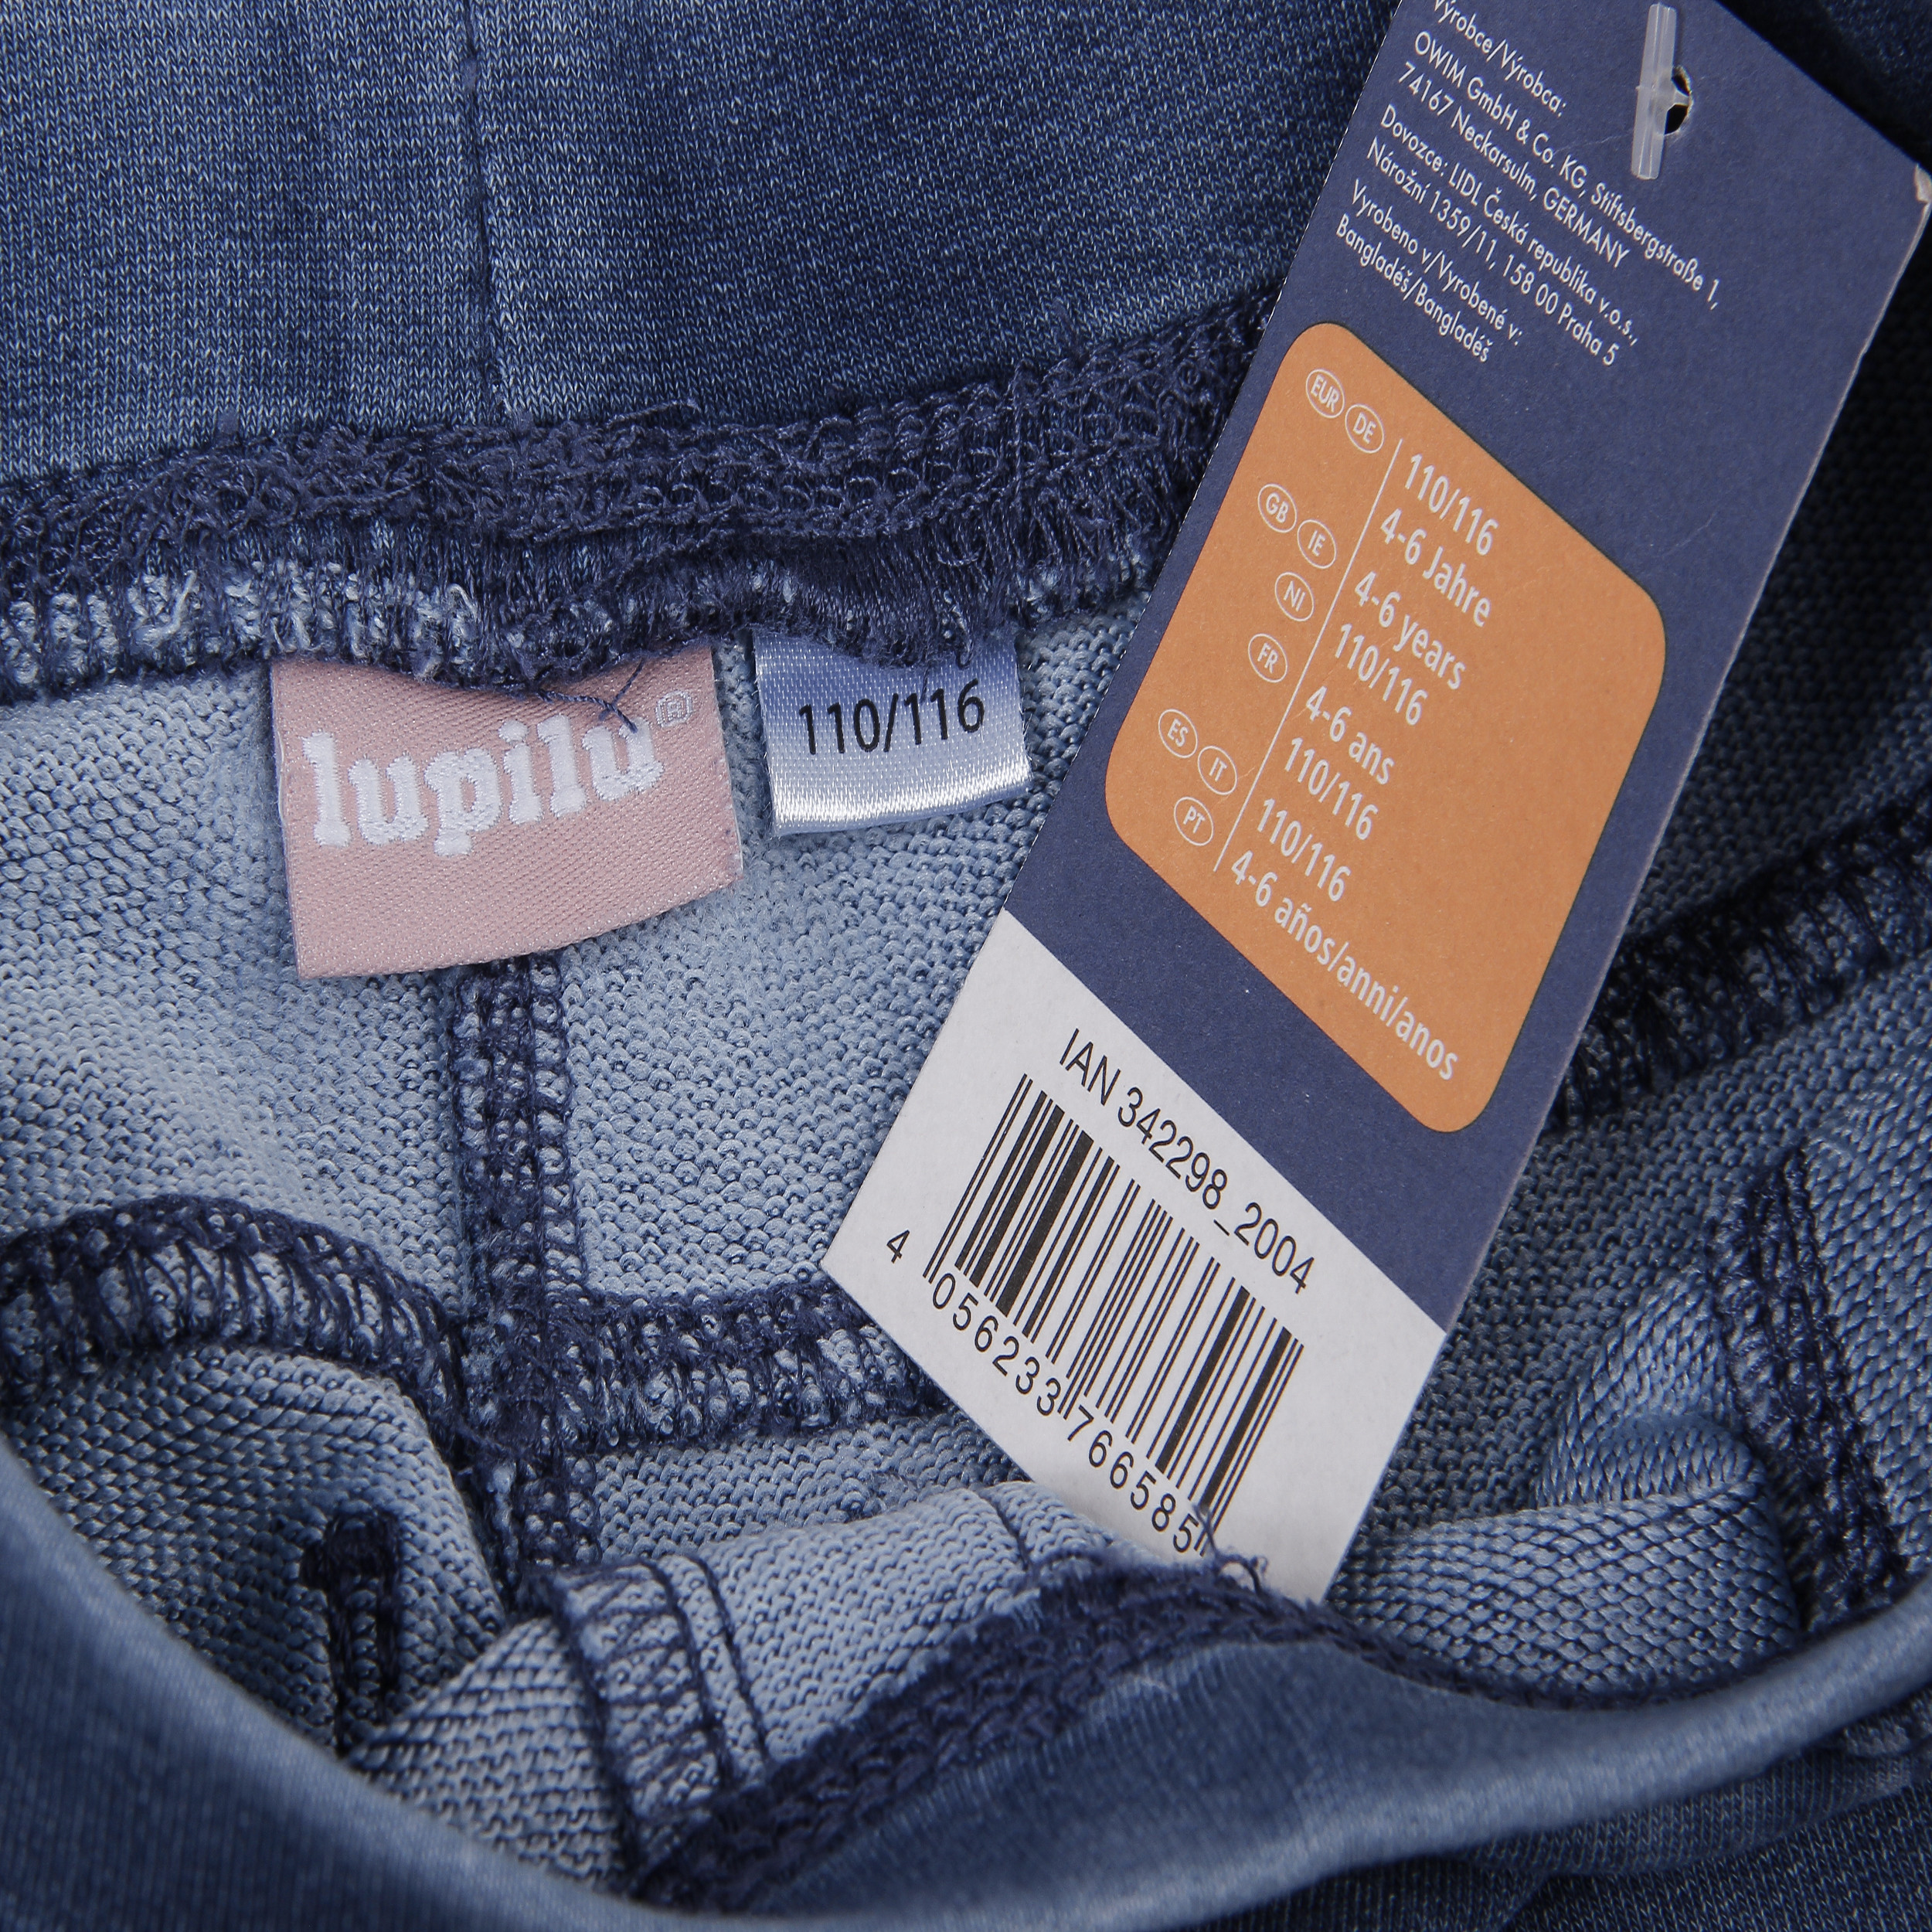 Výrobce/Výrobca:
OWIM GmbH & Co. KG, Stiftsbergstraße 1,
74167 Neckarsulm, GERMANY
Dovozce: LIDL Česká republika v.o.s.,
Nárožní 1359/11, 158 00 Praha 5
Vyrobeno v/Vyrobené v:
Bangladéš/Bangladéš
EUR DE 110/116
4-6 Jahre
GB IE 4-6 years
NI 110/116
FR 4-6 ans
110/116
ES IT 110/116
PT 4-6 años/anni/anos
lupilu®
110/116
IAN 342298_2004
4 056233 766585